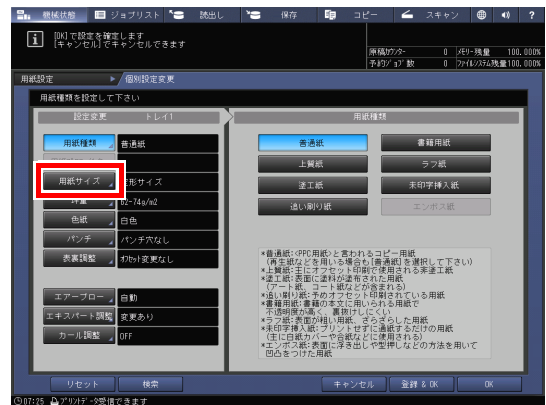 機械状態 ジョブリスト 読出し 保存 コピー スキャン ?
[OK]で設定を確定します
[キャンセル]でキャンセルできます
原稿カウンター 0 メモリー残量 100.000%
予約ジョブ数 0 ファイルシステム残量 100.000%
用紙設定 個別設定変更
用紙種類を設定して下さい
設定変更 トレイ1
用紙種類
用紙種類 普通紙
用紙サイズ 定形サイズ
坪量 62-74g/m2
色紙 白色
パンチ パンチ穴なし
表裏調整 オフセット変更なし
エアーブロー 自動
エキスパート調整 変更あり
カール調整 OFF
普通紙 書籍用紙
上質紙 ラフ紙
塗工紙 未印字挿入紙
追い刷り紙 エンボス紙
*普通紙:<PPC用紙>と言われるコピー用紙
(再生紙などを用いる場合も[普通紙]を選択して下さい)
*上質紙:主にオフセット印刷で使用される非塗工紙
*塗工紙:表面に塗料が塗布された用紙
(アート紙、コート紙などが含まれる)
*追い刷り紙:予めオフセット印刷されている用紙
*書籍用紙:書籍の本文に用いられる用紙で
不透明度が高く、裏抜けしにくい
*ラフ紙:表面が粗い用紙、ざらざらした用紙
*未印字挿入紙:プリントせずに通紙するだけの用紙
(主に白紙カバーや合紙などに使用される)
*エンボス紙:表面に浮き出しや型押しなどの方法を用いて
凹凸をつけた用紙
リセット 検索 キャンセル 登録 & OK OK
07:25 プリントデータ受信できます